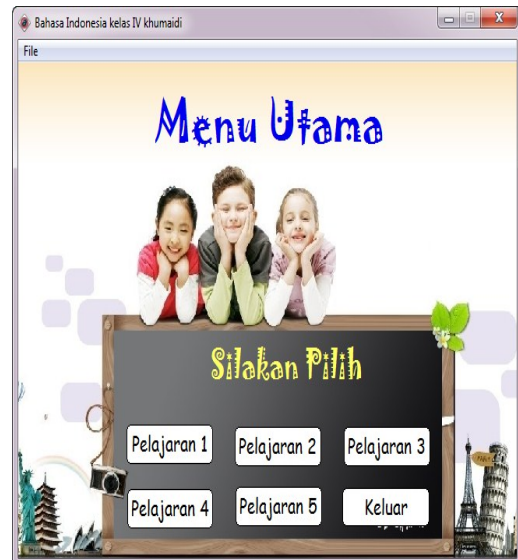 Bahasa Indonesia kelas IV khumaidi
File
Menu Utama
Silakan Pilih
Pelajaran 1 Pelajaran 2 Pelajaran 3
Pelajaran 4 Pelajaran 5 Keluar